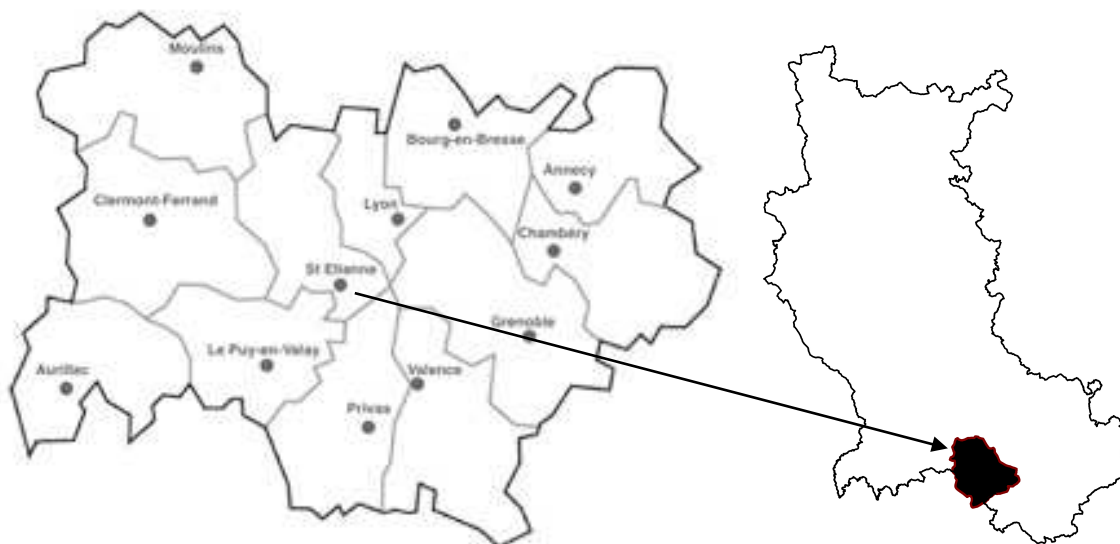 Moulins
Bourg-en-Bresse
Annecy
Clermont-Ferrand
Lyon
Chambéry
St Etienne
Grenoble
Le Puy-en-Velay
Aurillac
Valence
Privas